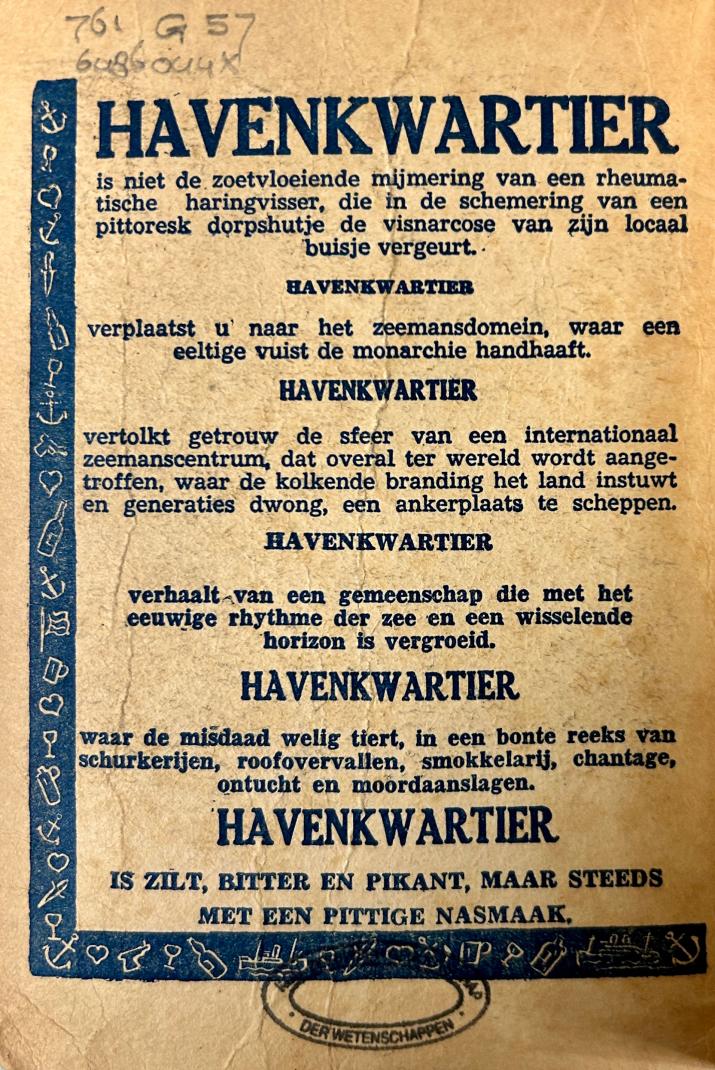 761 G 57
HAVENKWARTIER
is niet de zoetvloeiende mijmering van een rheuma-
tische haringvisser, die in de schemering van een
pittoresk dorpshutje de visnarcose van zijn locaal
buisje vergeurt.
HAVENKWARTIER
verplaatst u naar het zeemansdomein, waar een
eeltige vuist de monarchie handhaaft.
HAVENKWARTIER
vertolkt getrouw de sfeer van een internationaal
zeemanscentrum, dat overal ter wereld wordt aange-
troffen, waar de kolkende branding het land instuwt
en generaties dwong, een ankerplaats te scheppen.
HAVENKWARTIER
verhaalt van een gemeenschap die met het
eeuwige rhythme der zee en een wisselende
horizon is vergroeid.
HAVENKWARTIER
waar de misdaad welig tiert, in een bonte reeks van
schurkerijen, roofovervallen, smokkelarij, chantage,
ontucht en moordaanslagen.
HAVENKWARTIER
IS ZILT, BITTER EN PIKANT, MAAR STEEDS
MET EEN PITTIGE NASMAAK.
DER WETENSCHAPPEN